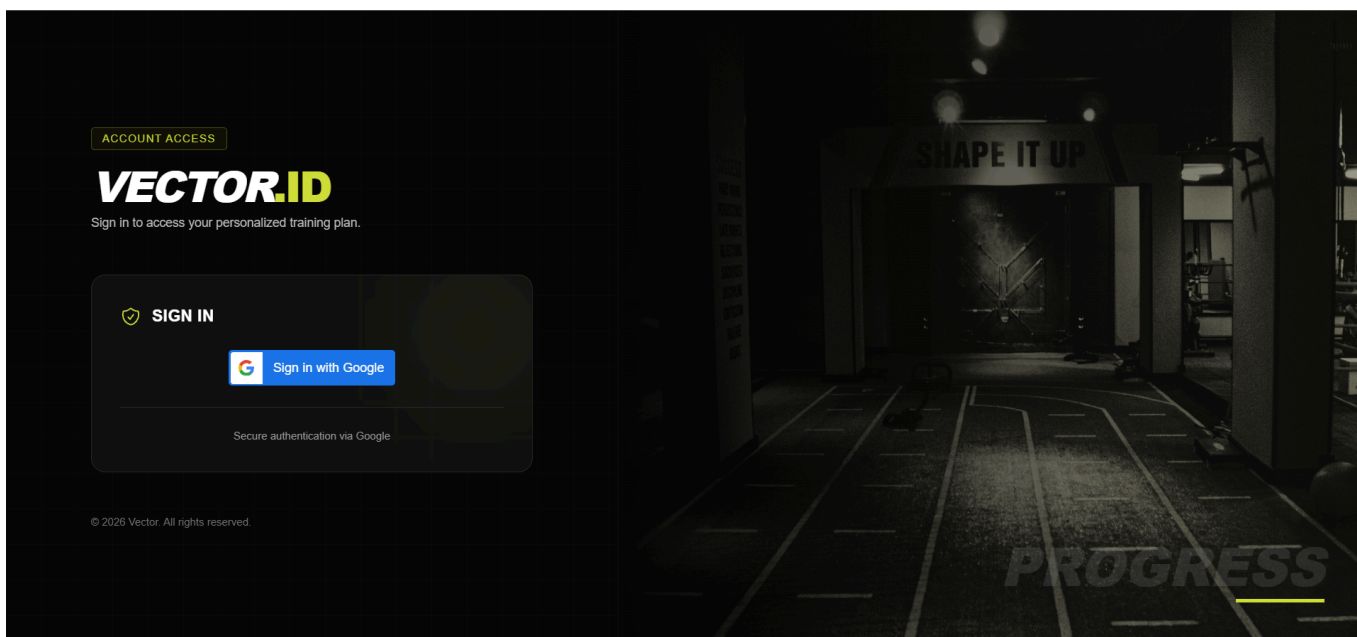 ACCOUNT ACCESS
VECTOR.ID
Sign in to access your personalized training plan.
SIGN IN
Sign in with Google
Secure authentication via Google
© 2026 Vector. All rights reserved.
SHAPE IT UP
PROGRESS